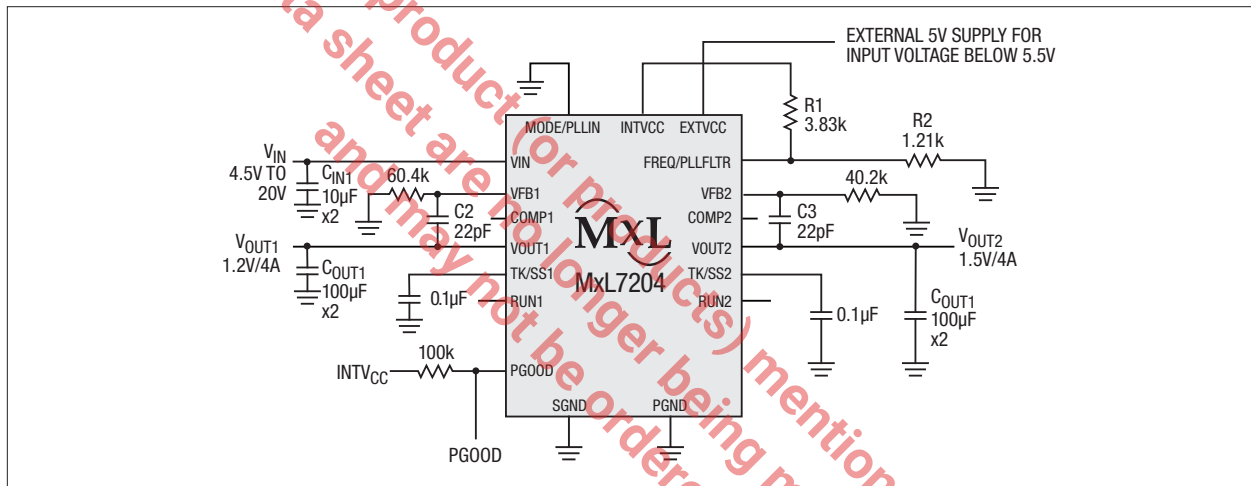 EXTERNAL 5V SUPPLY FOR
INPUT VOLTAGE BELOW 5.5V
R1
3.83k
R2
1.21k
MODE/PLLIN
INTVCC
EXTVCC
VIN
4.5V TO
20V
CIN1
10µF
x2
60.4k
VIN
VFB1
COMP1
C2
22pF
VOUT1
1.2V/4A
VOUT1
COUT1
100µF
x2
TK/SS1
0.1µF
RUN1
100k
INTVCC
PGOOD
PGOOD
SGND
PGND
MXL
MxL7204
FREQ/PLLFLTR
VFB2
40.2k
COMP2
C3
22pF
VOUT2
VOUT2
1.5V/4A
TK/SS2
RUN2
0.1µF
COUT1
100µF
x2
product (or products) mention
ta sheet are no longer being m
and may not be ordere